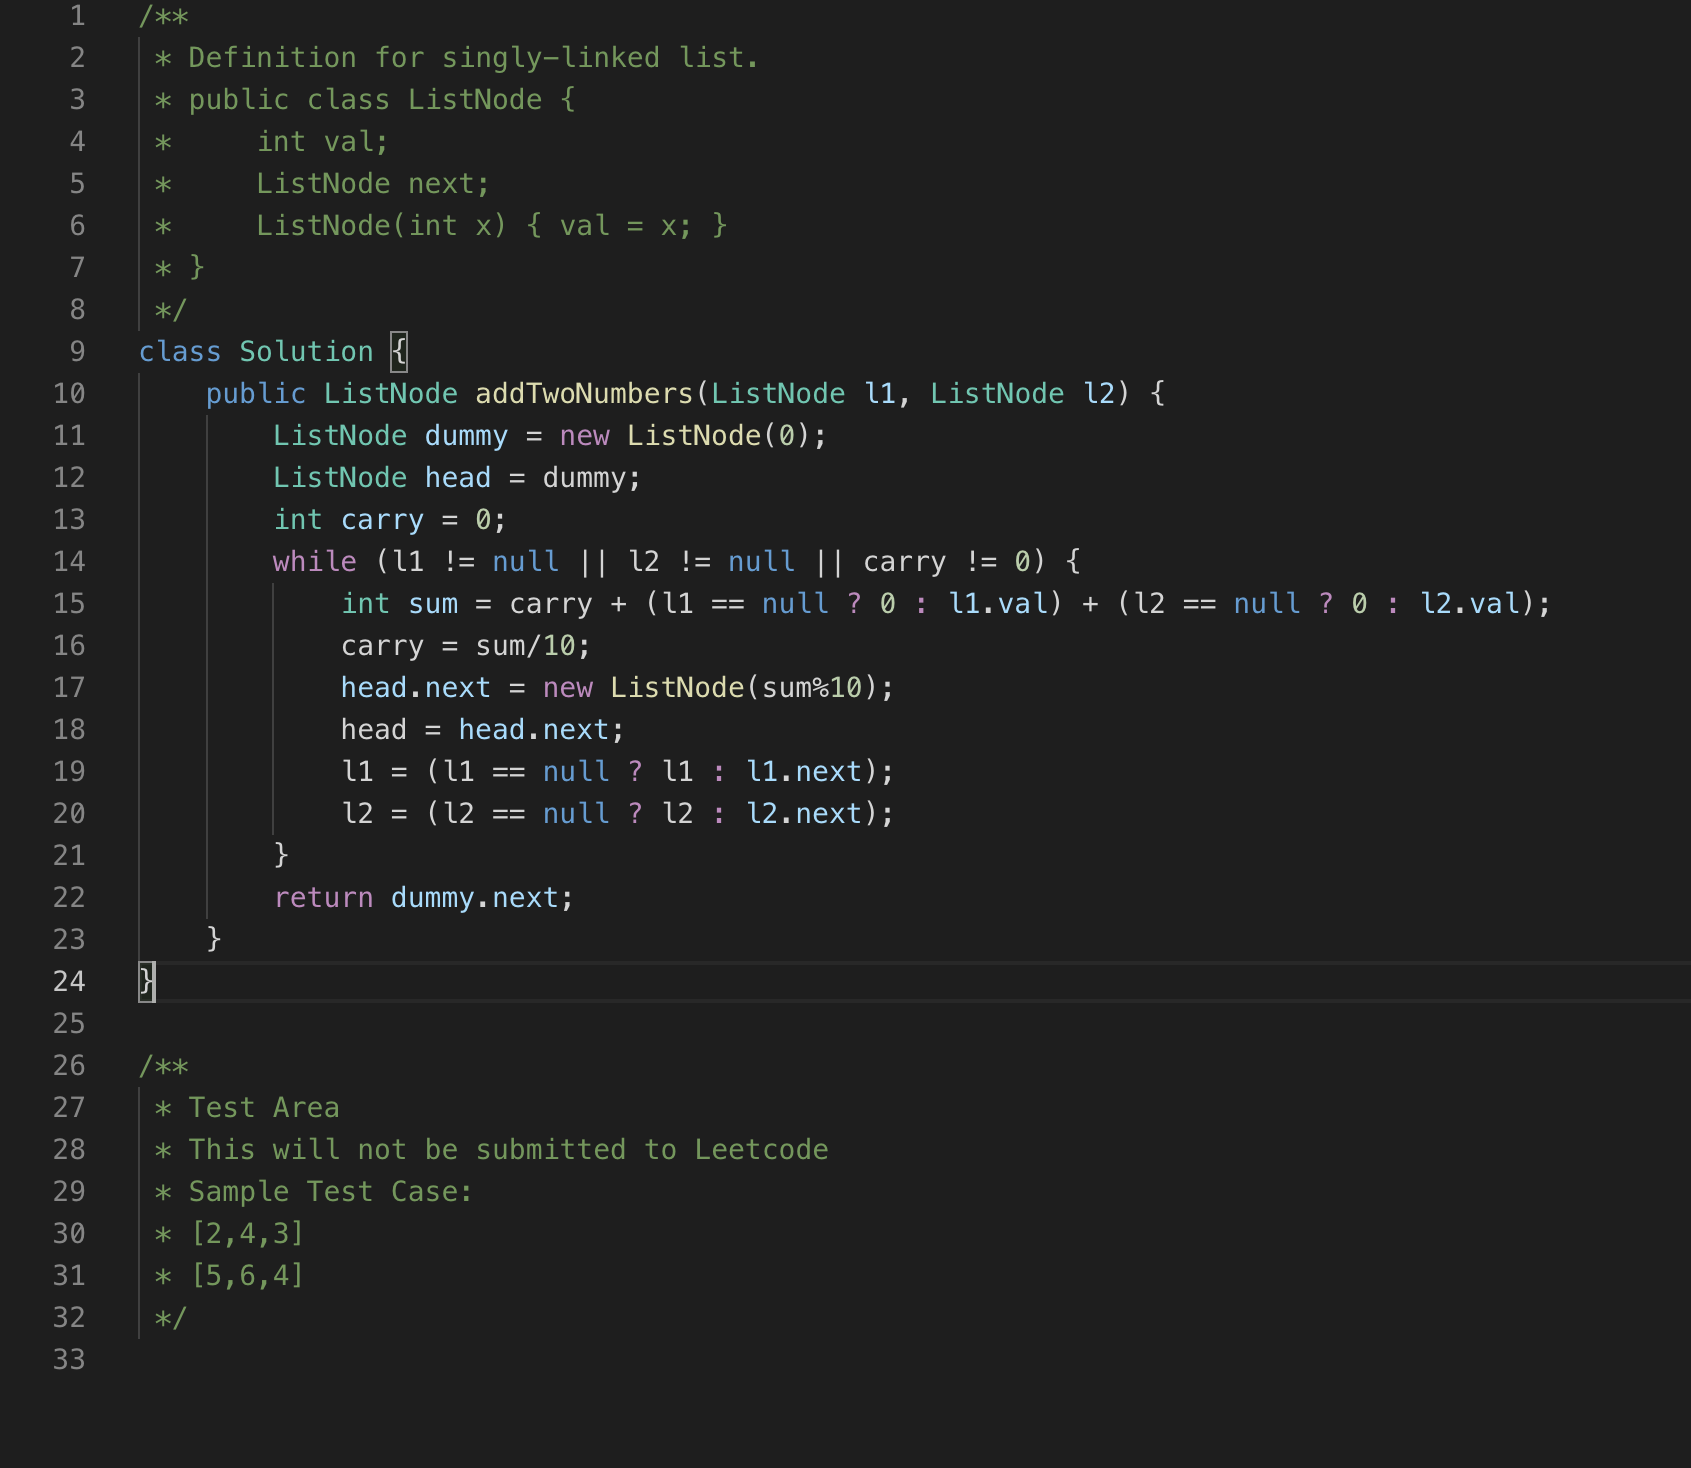 1 /**
2  * Definition for singly-linked list.
3  * public class ListNode {
4  *     int val;
5  *     ListNode next;
6  *     ListNode(int x) { val = x; }
7  * }
8  */
9 class Solution {
10     public ListNode addTwoNumbers(ListNode l1, ListNode l2) {
11         ListNode dummy = new ListNode(0);
12         ListNode head = dummy;
13         int carry = 0;
14         while (l1 != null || l2 != null || carry != 0) {
15             int sum = carry + (l1 == null ? 0 : l1.val) + (l2 == null ? 0 : l2.val);
16             carry = sum/10;
17             head.next = new ListNode(sum%10);
18             head = head.next;
19             l1 = (l1 == null ? l1 : l1.next);
20             l2 = (l2 == null ? l2 : l2.next);
21         }
22         return dummy.next;
23     }
24 }
25
26 /**
27  * Test Area
28  * This will not be submitted to Leetcode
29  * Sample Test Case:
30  * [2,4,3]
31  * [5,6,4]
32  */
33